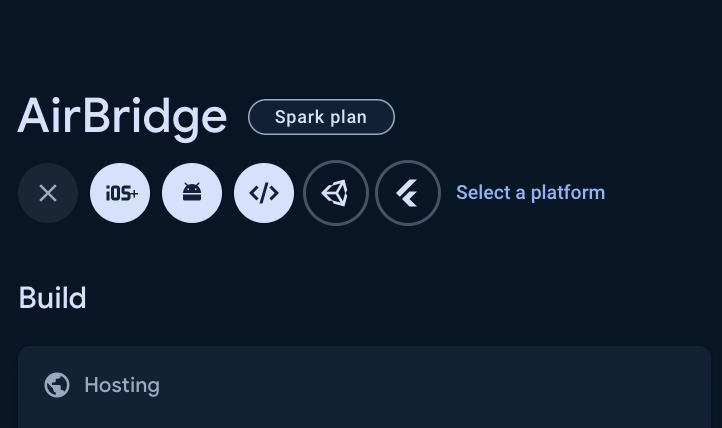 AirBridge Spark plan
iOS+ </> Select a platform
Build
Hosting